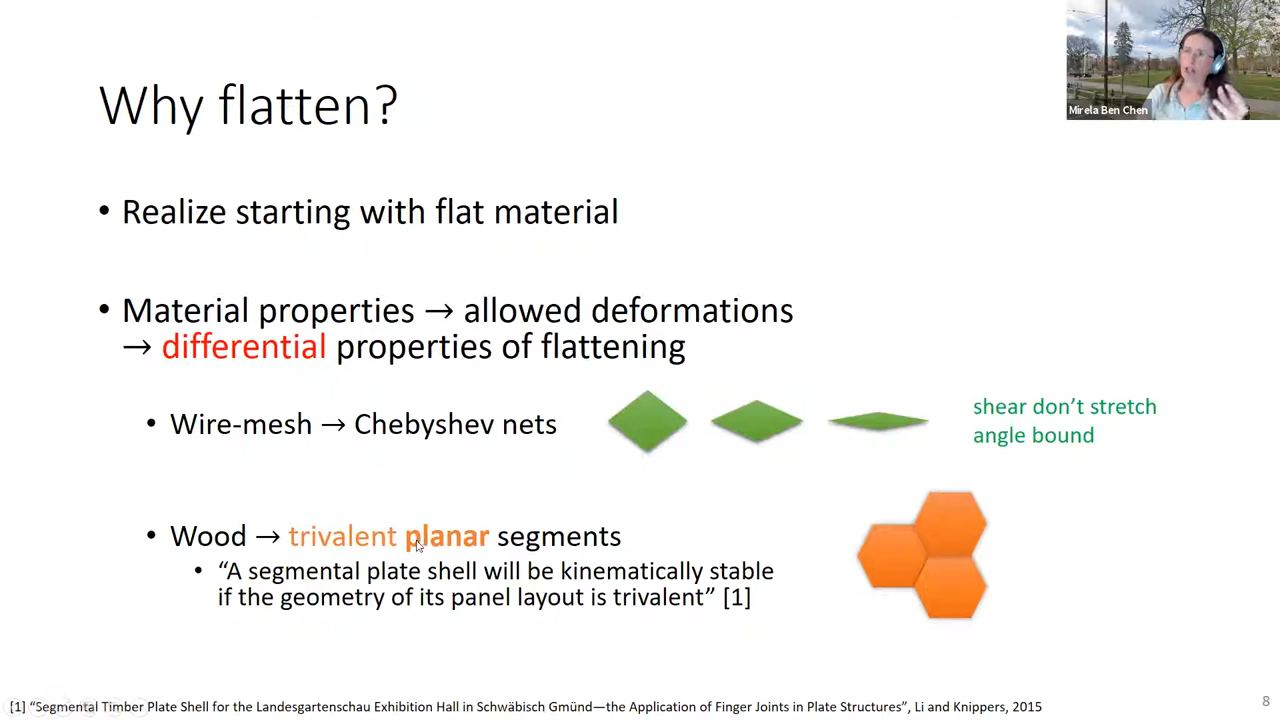 Mirela Ben Chen
Why flatten?
• Realize starting with flat material
• Material properties → allowed deformations
→ differential properties of flattening
• Wire-mesh → Chebyshev nets
shear don't stretch
angle bound
• Wood → trivalent planar segments
• “A segmental plate shell will be kinematically stable
if the geometry of its panel layout is trivalent” [1]
[1] “Segmental Timber Plate Shell for the Landesgartenschau Exhibition Hall in Schwäbisch Gmünd—the Application of Finger Joints in Plate Structures”, Li and Knippers, 2015
8